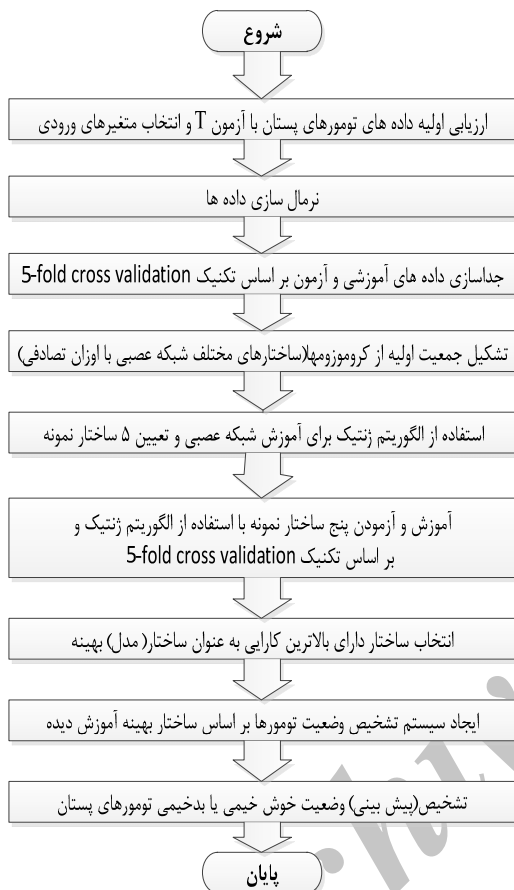 شروع
ارزیابی اولیه داده های تومورهای پستان با آزمون T و انتخاب متغیرهای ورودی
نرمال سازی داده ها
جداسازی داده های آموزشی و آزمون بر اساس تکنیک 5-fold cross validation
تشکیل جمعیت اولیه از کروموزومها(ساختارهای مختلف شبکه عصبی با اوزان تصادفی)
استفاده از الگوریتم ژنتیک برای آموزش شبکه عصبی و تعیین ۵ ساختار نمونه
آموزش و آزمودن پنج ساختار نمونه با استفاده از الگوریتم ژنتیک و
بر اساس تکنیک 5-fold cross validation
انتخاب ساختار دارای بالاترین کارایی به عنوان ساختار( مدل) بهینه
ایجاد سیستم تشخیص وضعیت تومورها بر اساس ساختار بهینه آموزش دیده
تشخیص(پیش بینی) وضعیت خوش خیمی یا بدخیمی تومورهای پستان
پایان